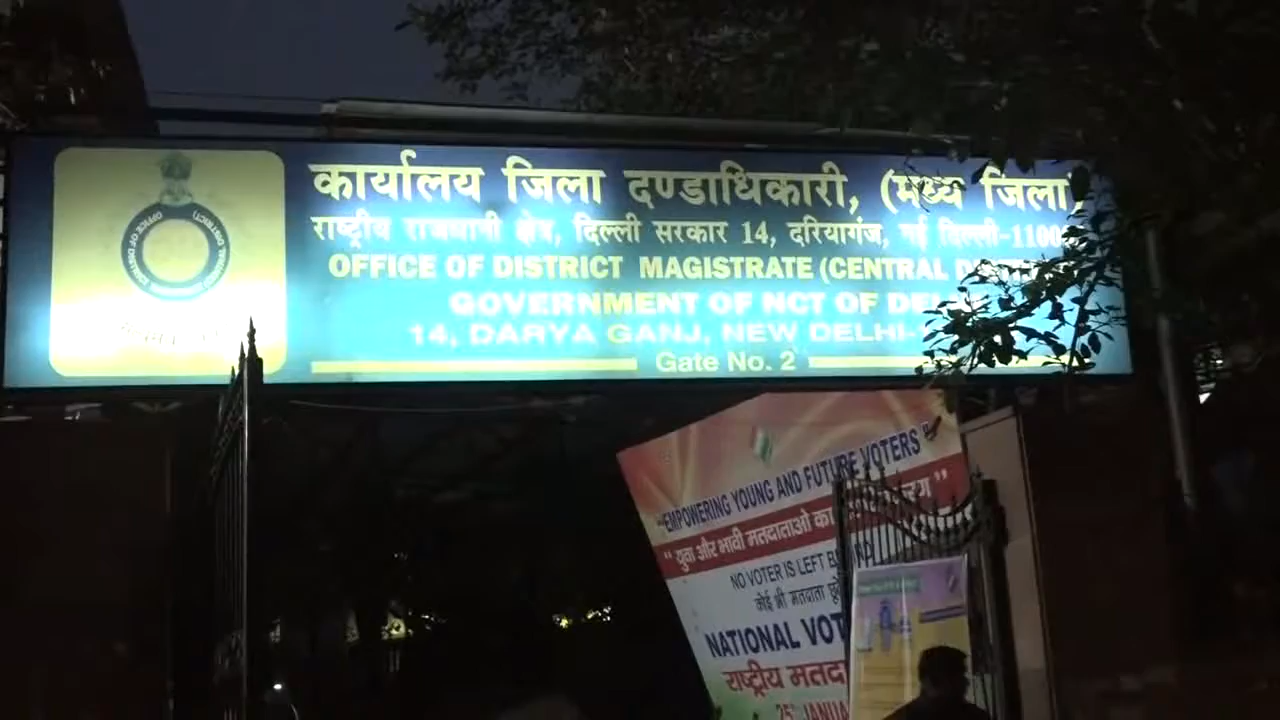 कार्यालय जिला दण्डाधिकारी, (मध्य जिला)
राष्ट्रीय राजधानी क्षेत्र, दिल्ली सरकार 14, दरियागंज, नई दिल्ली-1100
OFFICE OF DISTRICT MAGISTRATE (CENTRAL
GOVERNMENT OF NCT OF DEL
14, DARYA GANJ, NEW DELHI-
Gate No. 2
"EMPOWERING YOUNG AND FUTURE VOTERS"
"युवा और भावी मतदाताओं का
NO VOTER IS LEFT
कोई भी मतदाता
NATIONAL VOT
राष्ट्रीय मतदा
25 JANUA